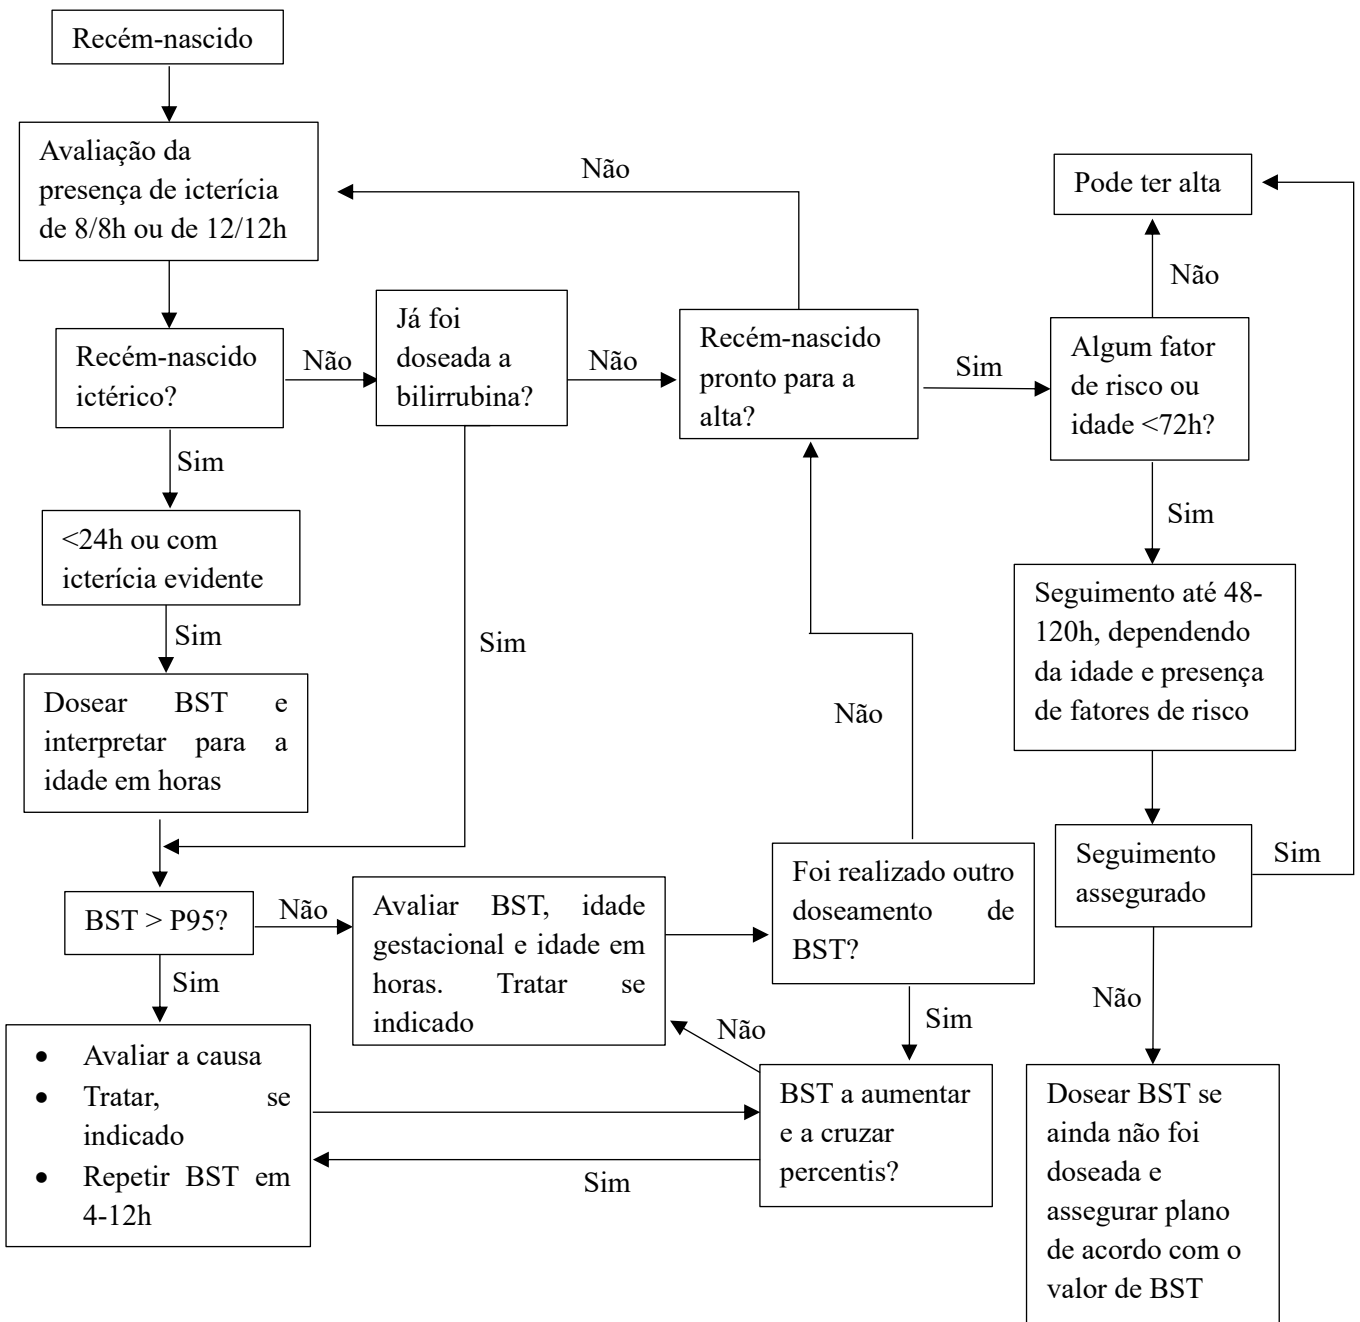 Recém-nascido
Avaliação da
presença de icterícia
de 8/8h ou de 12/12h
Não
Pode ter alta
Não
Recém-nascido
ictérico?
Não
Já foi
doseada a
bilirrubina?
Não
Recém-nascido
pronto para a
alta?
Sim
Algum fator
de risco ou
idade <72h?
Sim
Sim
<24h ou com
icterícia evidente
Sim
Sim
Seguimento até 48-
120h, dependendo
da idade e presença
de fatores de risco
Dosear BST e
interpretar para a
idade em horas
Não
Seguimento
assegurado
Sim
BST > P95?
Não
Avaliar BST, idade
gestacional e idade em
horas. Tratar se
indicado
Foi realizado outro
doseamento de
BST?
Sim
Não
Sim
Não
• Avaliar a causa
• Tratar, se
indicado
• Repetir BST em
4-12h
BST a aumentar
e a cruzar
percentis?
Sim
Dosear BST se
ainda não foi
doseada e
assegurar plano
de acordo com o
valor de BST